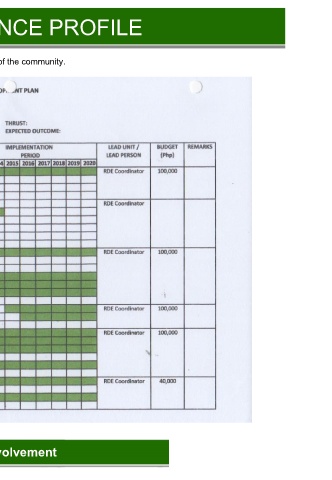 NCE PROFILE
of the community.
NT PLAN
THRUST:
EXPECTED OUTCOME:
IMPLEMENTATION PERIOD
LEAD UNIT / LEAD PERSON
BUDGET (Php)
REMARKS
4 2015 2016 2017 2018 2019 2020
RDE Coordinator 100,000
RDE Coordinator
RDE Coordinator 100,000
RDE Coordinator 100,000
RDE Coordinator 100,000
RDE Coordinator 40,000
volvement